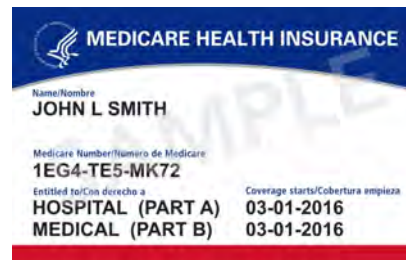 MEDICARE HEALTH INSURANCE
Name/Nombre
JOHN L SMITH
Medicare Number/Número de Medicare
1EG4-TE5-MK72
Entitled to/Con derecho a Coverage starts/Cobertura empieza
HOSPITAL (PART A) 03-01-2016
MEDICAL (PART B) 03-01-2016
SAMPLE